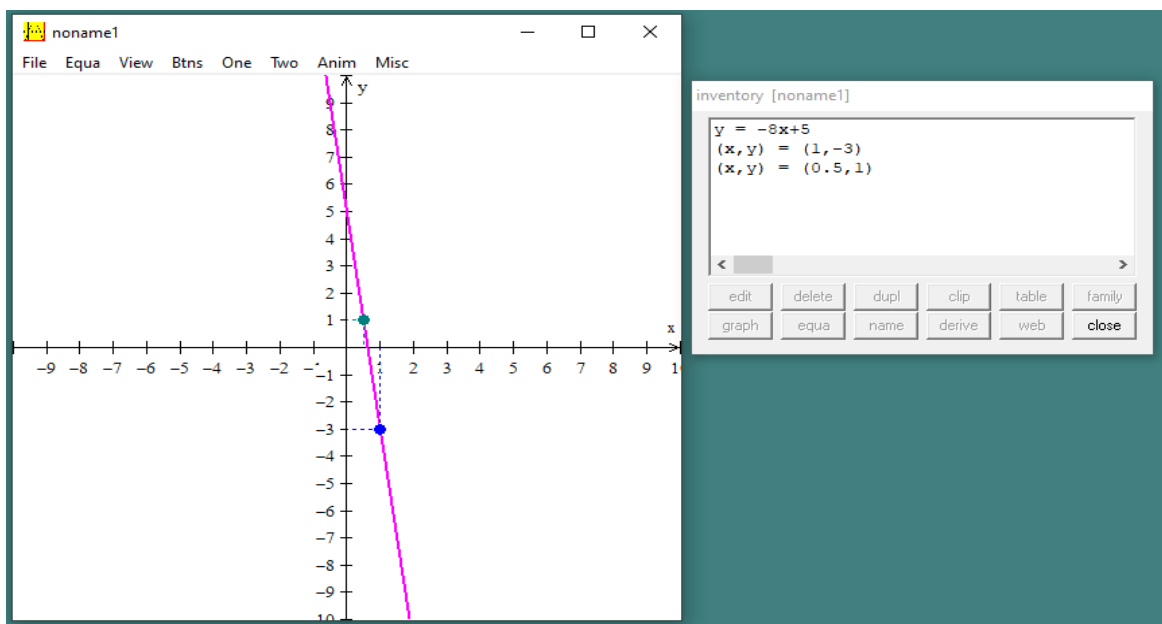 noname1
File Equa View Btns One Two Anim Misc
y
9
8
7
6
5
4
3
2
1
x
−9 −8 −7 −6 −5 −4 −3 −2 −1 1 2 3 4 5 6 7 8 9
−1
−2
−3
−4
−5
−6
−7
−8
−9
inventory [noname1]
y = -8x+5
(x,y) = (1,-3)
(x,y) = (0.5,1)
edit delete dupl clip table family
graph equa name derive web close